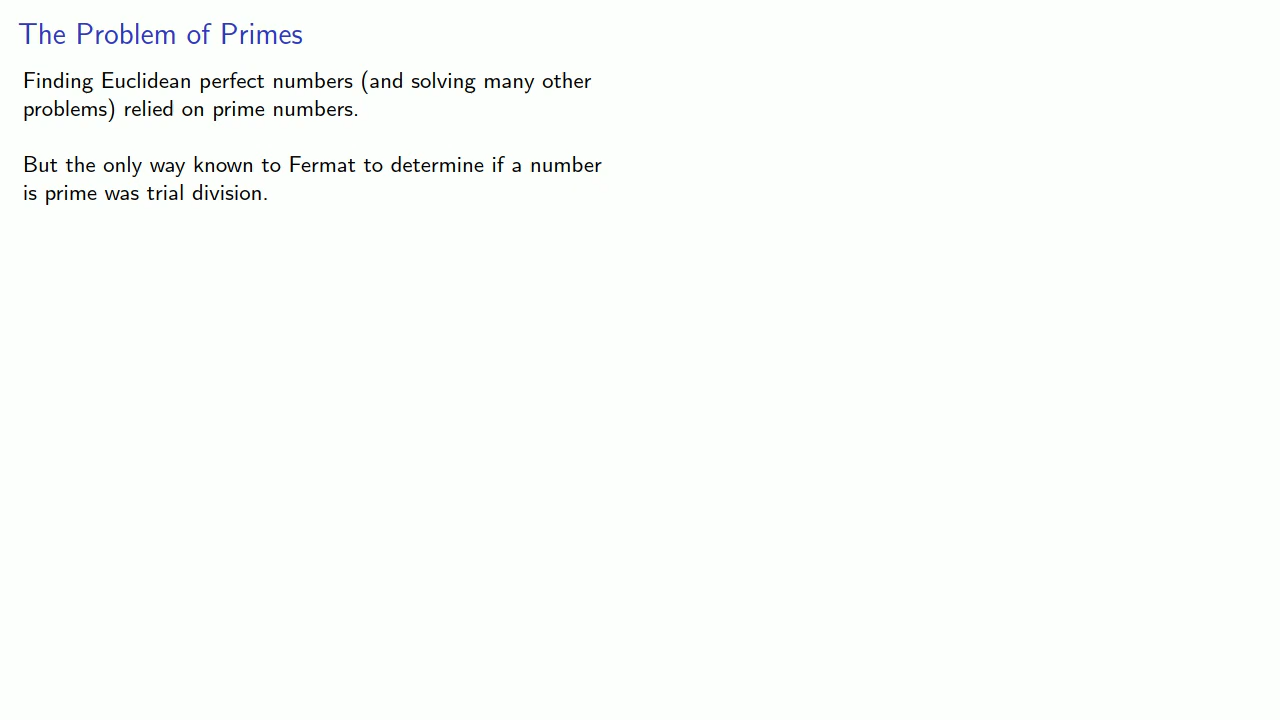 The Problem of Primes
Finding Euclidean perfect numbers (and solving many other
problems) relied on prime numbers.
But the only way known to Fermat to determine if a number
is prime was trial division.